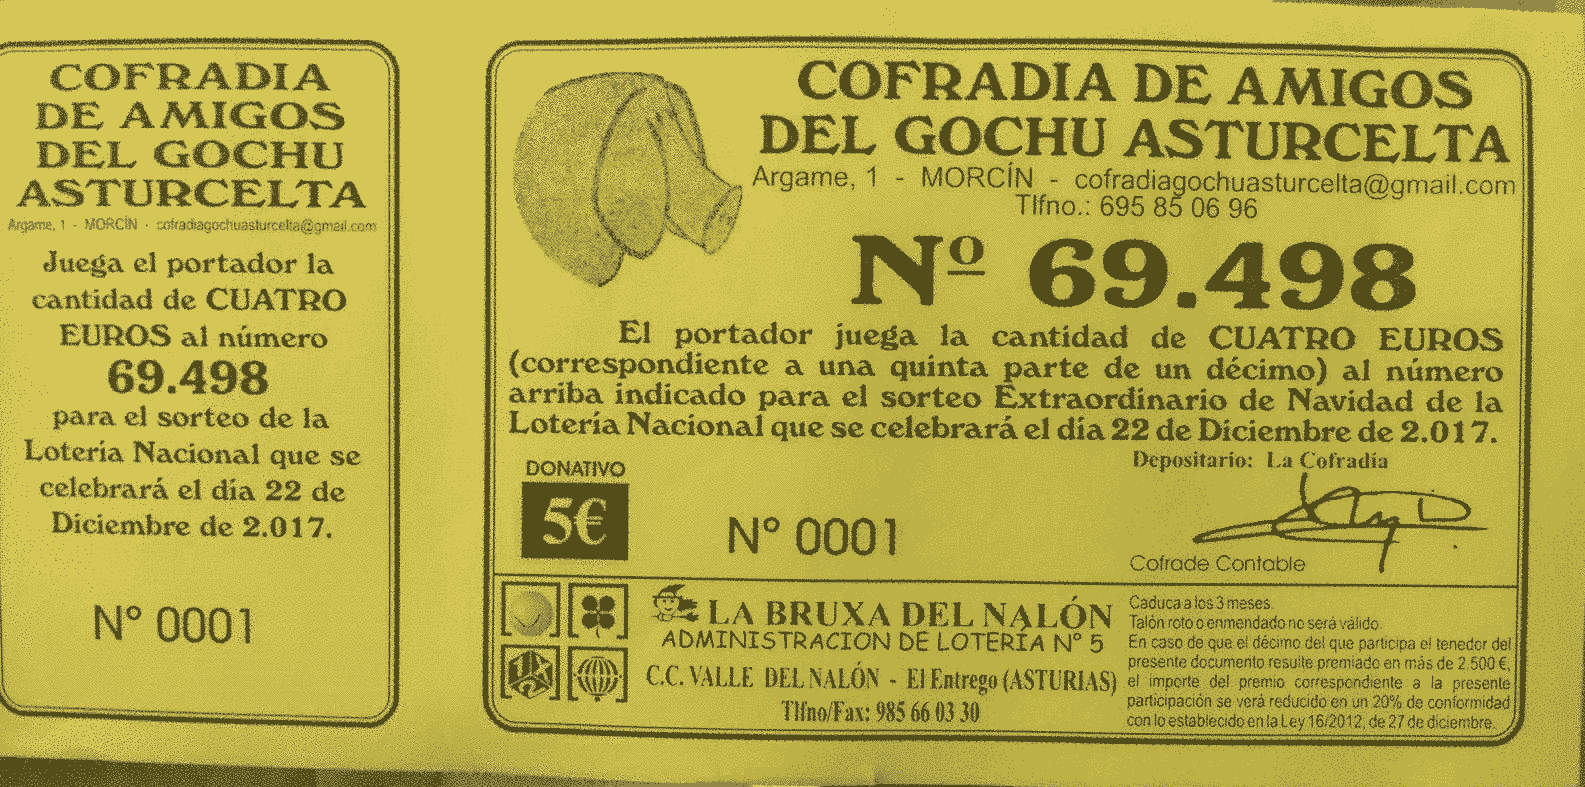 COFRADIA
DE AMIGOS
DEL GOCHU
ASTURCELTA
Argame, 1 - MORCÍN - cofradiagochuasturcelta@gmail.com
Juega el portador la
cantidad de CUATRO
EUROS al número
69.498
para el sorteo de la
Lotería Nacional que se
celebrará el día 22 de
Diciembre de 2.017.
Nº 0001
COFRADIA DE AMIGOS
DEL GOCHU ASTURCELTA
Argame, 1 - MORCÍN - cofradiagochuasturcelta@gmail.com
Tlfno.: 695 85 06 96
Nº 69.498
El portador juega la cantidad de CUATRO EUROS
(correspondiente a una quinta parte de un décimo) al número
arriba indicado para el sorteo Extraordinario de Navidad de la
Lotería Nacional que se celebrará el día 22 de Diciembre de 2.017.
Depositario: La Cofradía
DONATIVO
5€
Nº 0001
Cofrade Contable
LA BRUXA DEL NALÓN
ADMINISTRACION DE LOTERÍA Nº 5
C.C. VALLE DEL NALÓN - El Entrego (ASTURIAS)
Tlfno/Fax: 985 66 03 30
Caduca a los 3 meses.
Talón roto o enmendado no será válido.
En caso de que el décimo del que participa el tenedor del
presente documento resulte premiado en más de 2.500 €,
el importe del premio correspondiente a la presente
participación se verá reducido en un 20% de conformidad
con lo establecido en la Ley 16/2012, de 27 de diciembre.